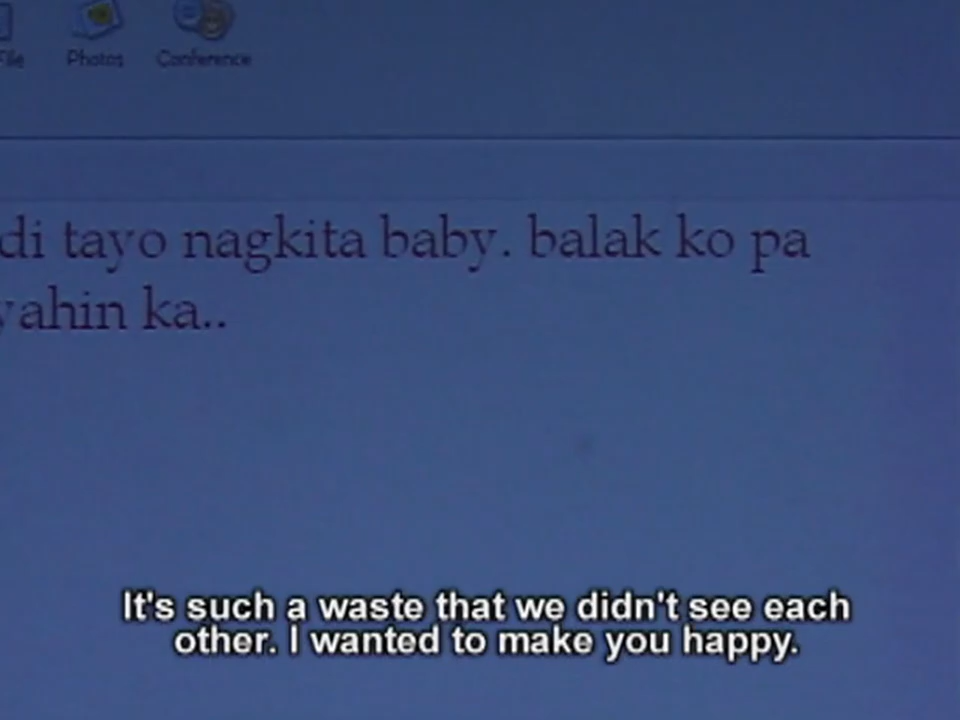 File Photos Conference
di tayo nagkita baby. balak ko pa
yahin ka..
It's such a waste that we didn't see each
other. I wanted to make you happy.